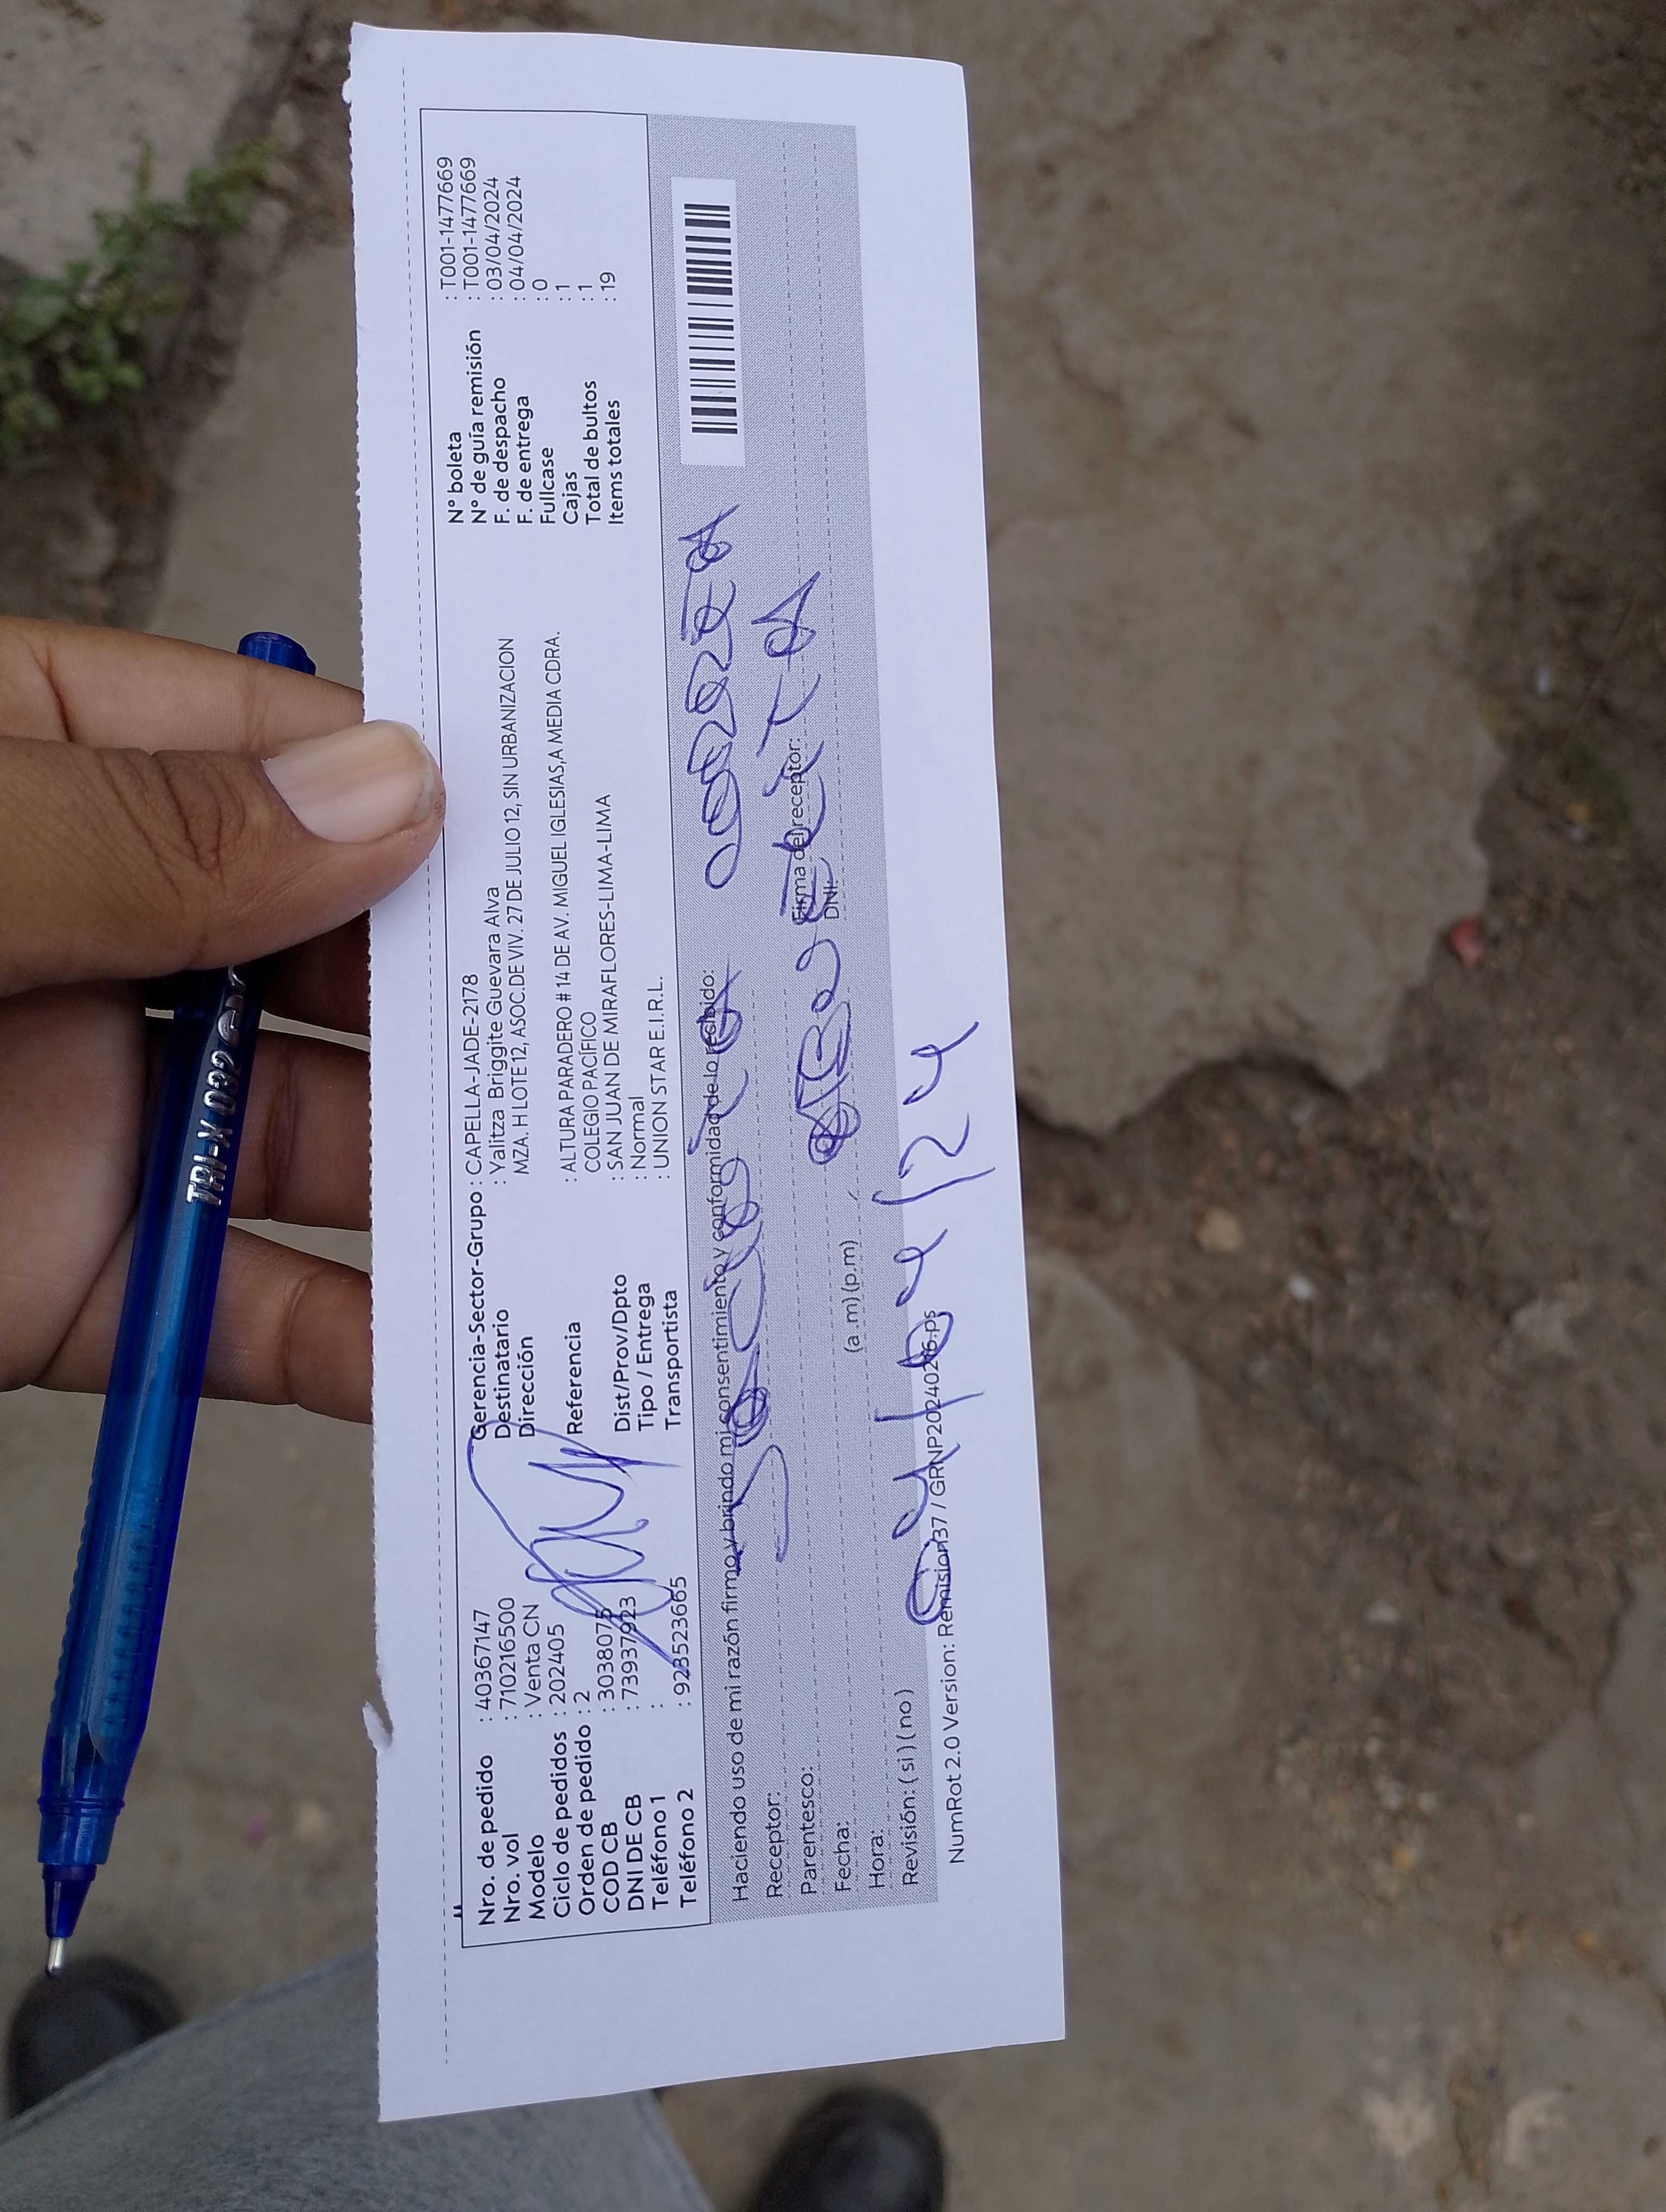 Nro. de pedido : 40367147
Nro. vol : 710216500
Modelo : Venta CN
Ciclo de pedidos : 202405
Orden de pedido : 2
COD CB : 3038075
DNI DE CB : 73937923
Teléfono 1 :
Teléfono 2 : 923523665
Gerencia-Sector-Grupo : CAPELLA-JADE-2178
Destinatario : Yalitza Briggite Guevara Alva
Dirección MZA. H LOTE 12, ASOC.DE VIV. 27 DE JULIO 12, SIN URBANIZACION
Referencia : ALTURA PARADERO # 14 DE AV. MIGUEL IGLESIAS,A MEDIA CDRA.
COLEGIO PACÍFICO
Dist/Prov/Dpto : SAN JUAN DE MIRAFLORES-LIMA-LIMA
Tipo / Entrega : Normal
Transportista : UNION STAR E.I.R.L.
N° boleta : T001-1477669
N° de guía remisión : T001-1477669
F. de despacho : 03/04/2024
F. de entrega : 04/04/2024
Fullcase : 0
Cajas : 1
Total de bultos : 1
Items totales : 19
Haciendo uso de mi razón firmo y brindo mi consentimiento y conformidad de lo recibido:
Receptor:
Parentesco:
Firma del receptor:
Fecha:
DNI:
Hora: (a .m) (p.m)
Revisión: ( si ) ( no )
04/04/24
NumRot 2.0 Version: Remision37 / GRNP20240216.ps
TRI-X 032